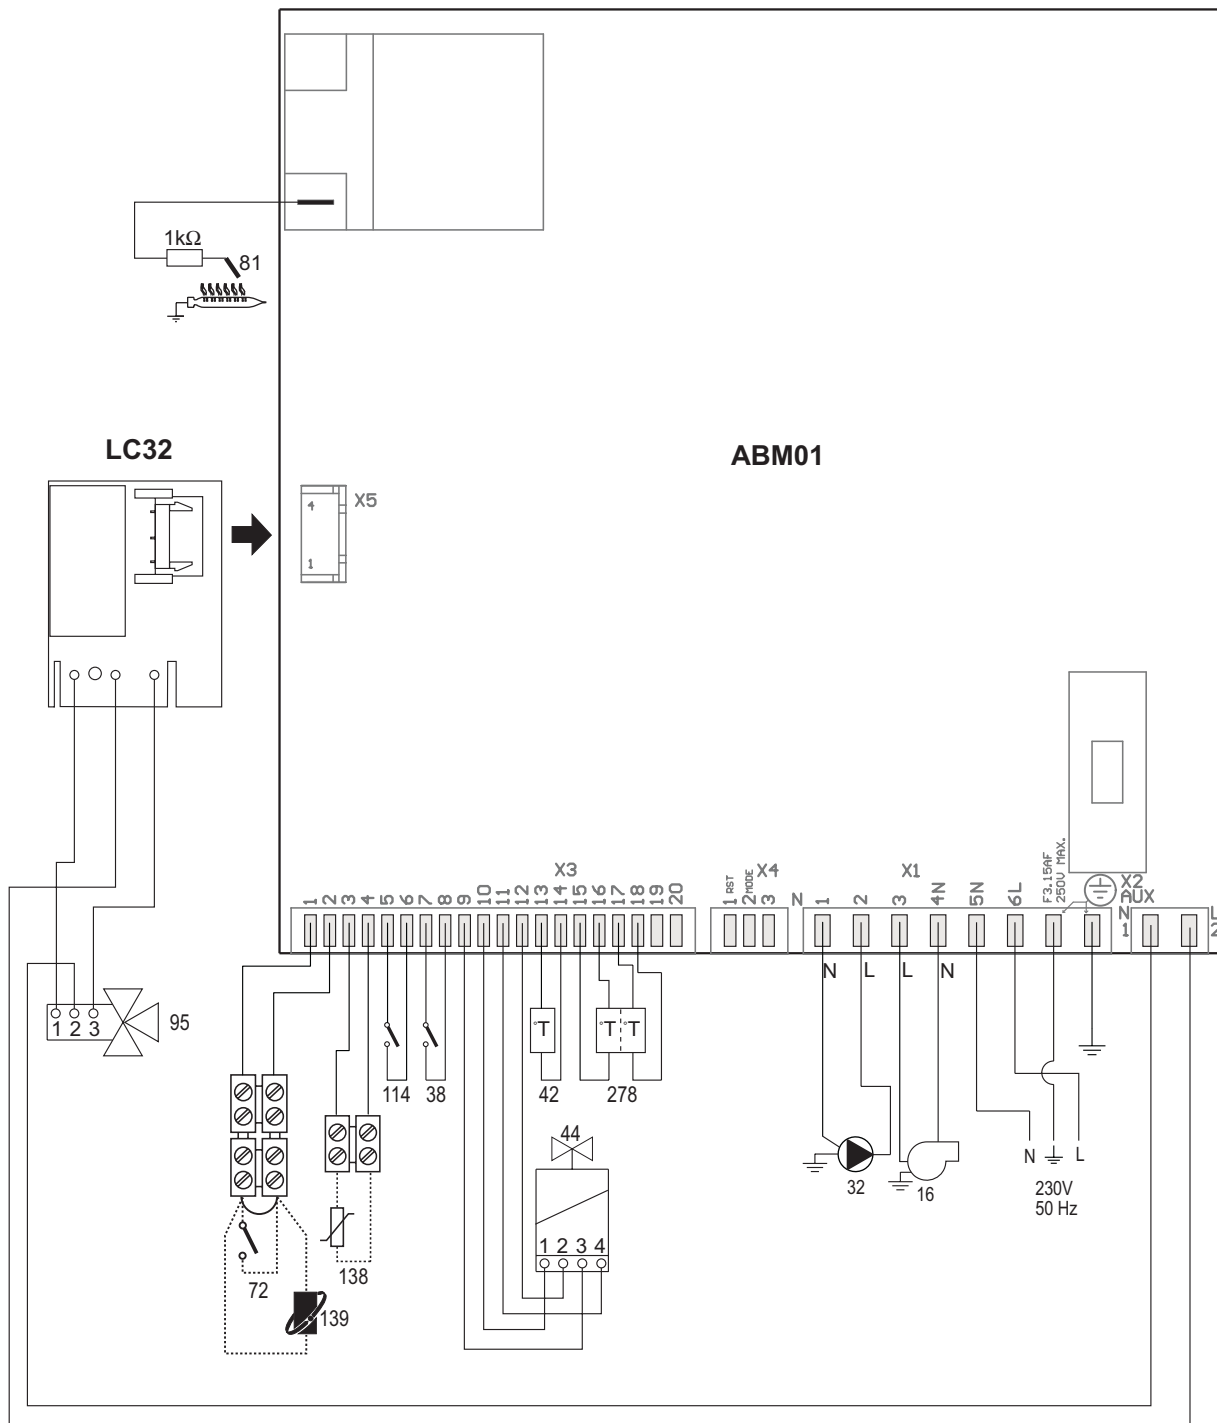 1kΩ
81
LC32
ABM01
X5
4
1
F3.15AF
250V MAX.
X3
X4
X1
X2
AUX
1 2 3 4 5 6 7 8 9 10 11 12 13 14 15 16 17 18 19 20
1 RST 2 MODE 3
N 1 2 3 4N 5N 6L
N 1
L 2
N L L N
1 2 3
95
°T
°T °T
114
38
42
278
44
32
16
N
L
230V
50 Hz
1 2 3 4
72
138
139